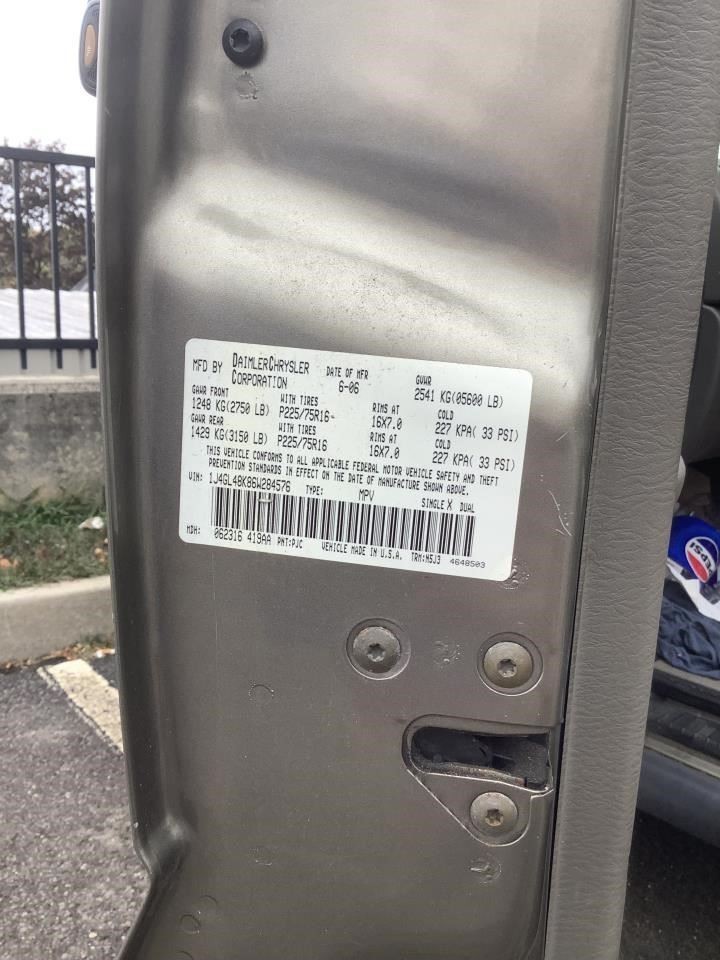 MFD BY DAIMLERCHRYSLER CORPORATION DATE OF MFR 6-06 GVWR 2541 KG(05600 LB)
GAWR FRONT WITH TIRES RIMS AT COLD
1248 KG(2750 LB) P225/75R16 16X7.0 227 KPA( 33 PSI)
GAWR REAR WITH TIRES RIMS AT COLD
1429 KG(3150 LB) P225/75R16 16X7.0 227 KPA( 33 PSI)
THIS VEHICLE CONFORMS TO ALL APPLICABLE FEDERAL MOTOR VEHICLE SAFETY AND THEFT
PREVENTION STANDARDS IN EFFECT ON THE DATE OF MANUFACTURE SHOWN ABOVE.
VIN: 1J4GL48K86W284576 TYPE: MPV SINGLE X DUAL
MDH: 062316 419AA PNT:PJC VEHICLE MADE IN U.S.A. TRM:N5J3 4648503
PEPSI